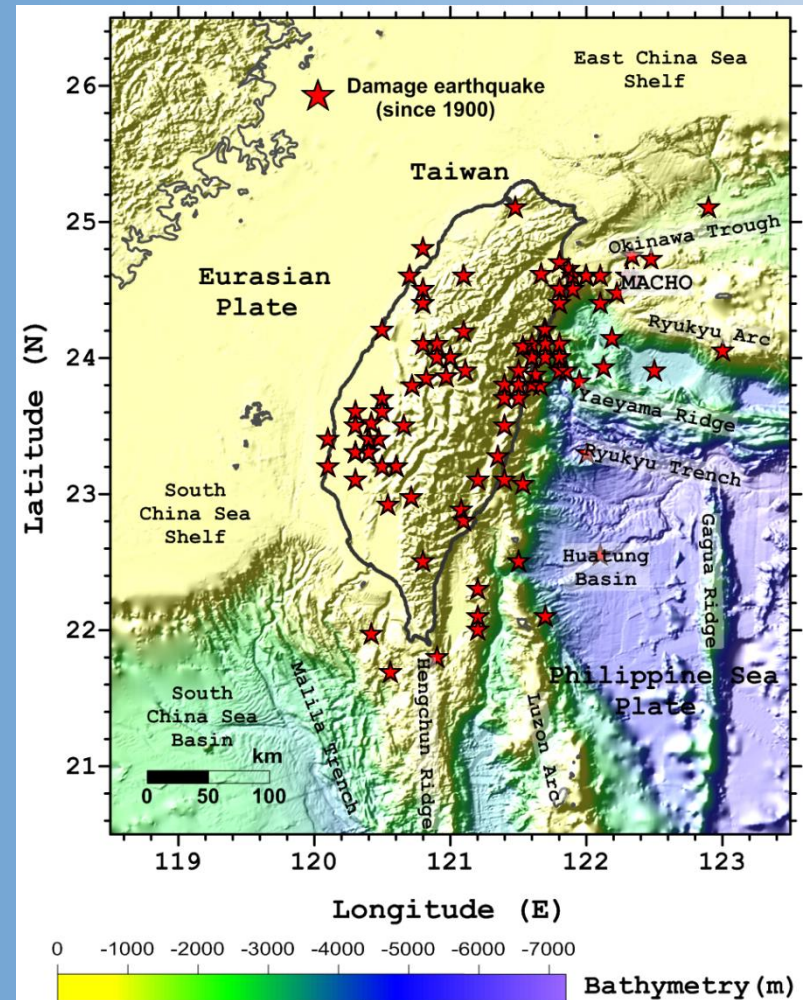 26
25
24
23
22
21
Latitude (N)
Damage earthquake
(since 1900)
East China Sea
Shelf
Taiwan
Eurasian
Plate
Okinawa Trough
MACHO
Ryukyu Arc
Yaeyama Ridge
Ryukyu Trench
South
China Sea
Shelf
Huatung
Basin
Gagua Ridge
Philippine Sea
Plate
South
China Sea
Basin
Malila Trench
Hengchun Ridge
Luzon Arc
km
0 50 100
119 120 121 122 123
Longitude (E)
0 -1000 -2000 -3000 -4000 -5000 -6000 -7000
Bathymetry(m)